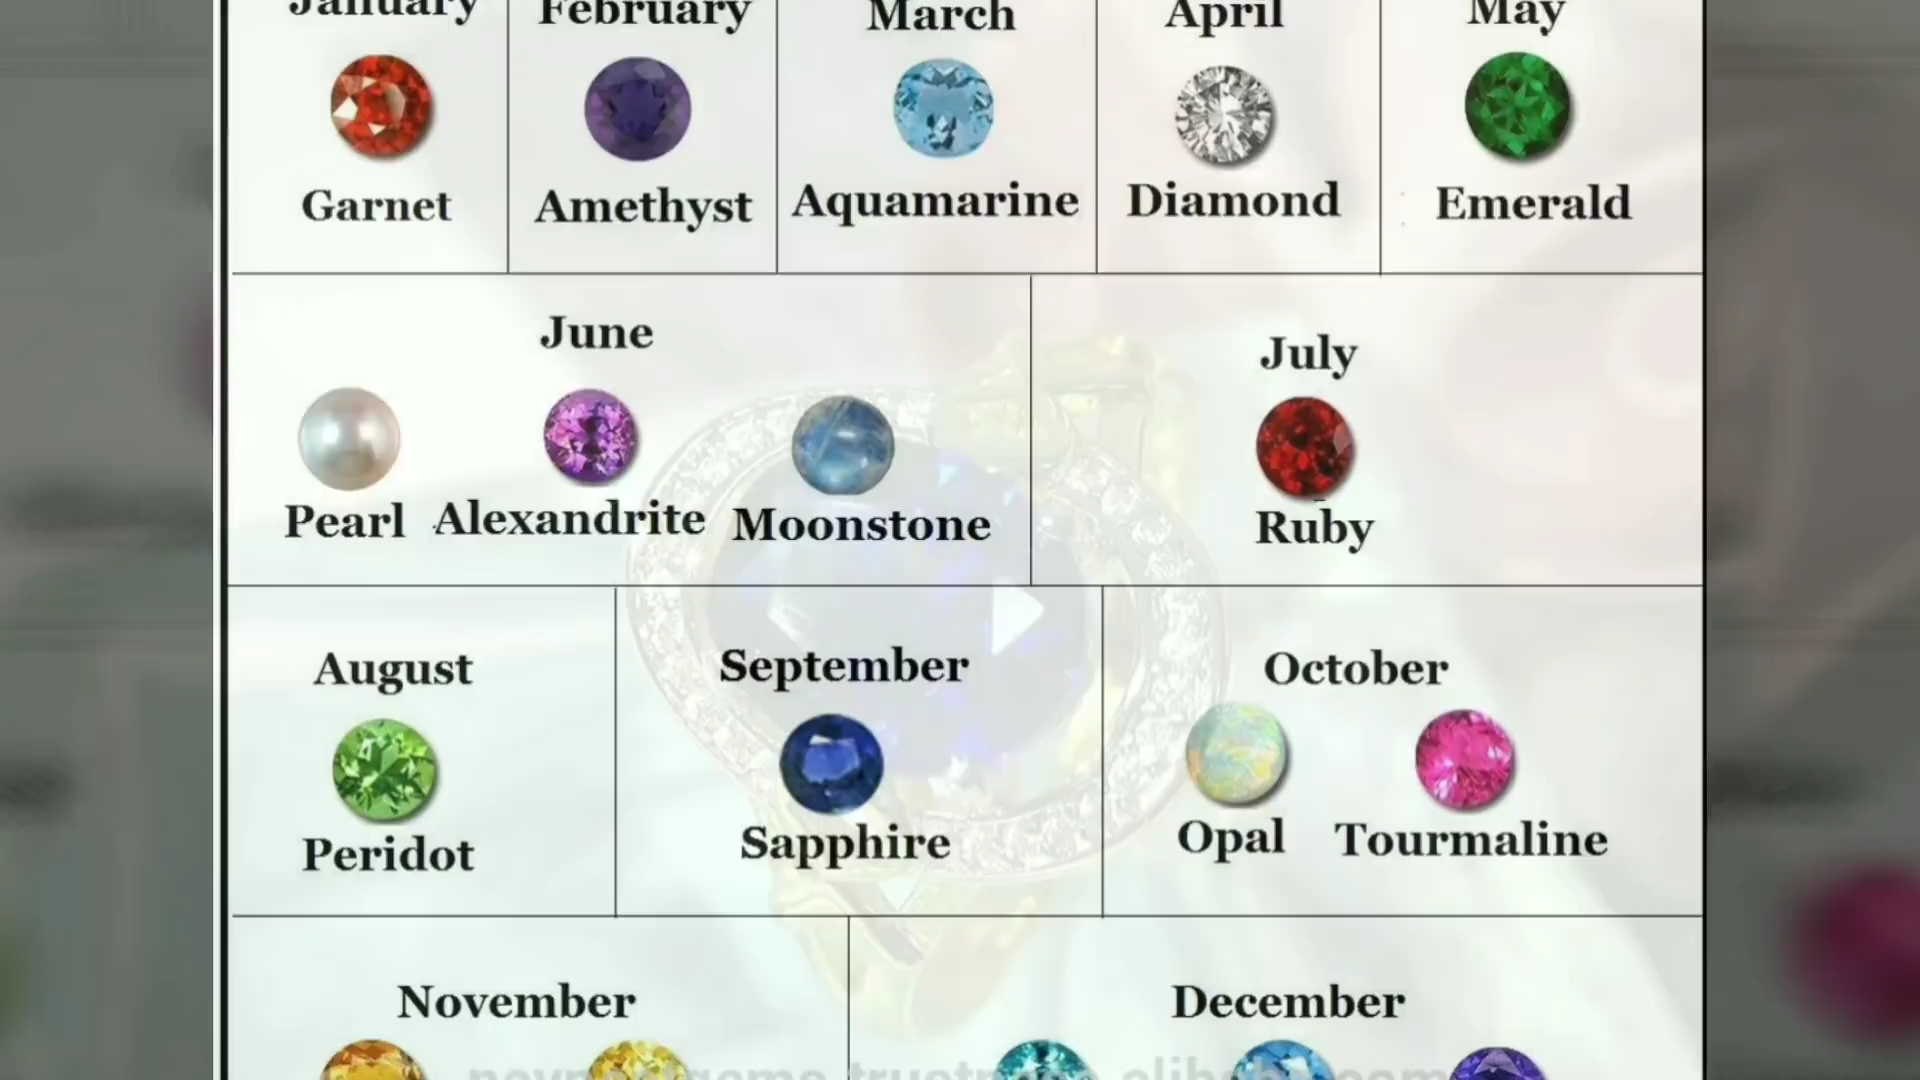 January February March April May
Garnet Amethyst Aquamarine Diamond Emerald
June July
Pearl Alexandrite Moonstone Ruby
August September October
Peridot Sapphire Opal Tourmaline
November December